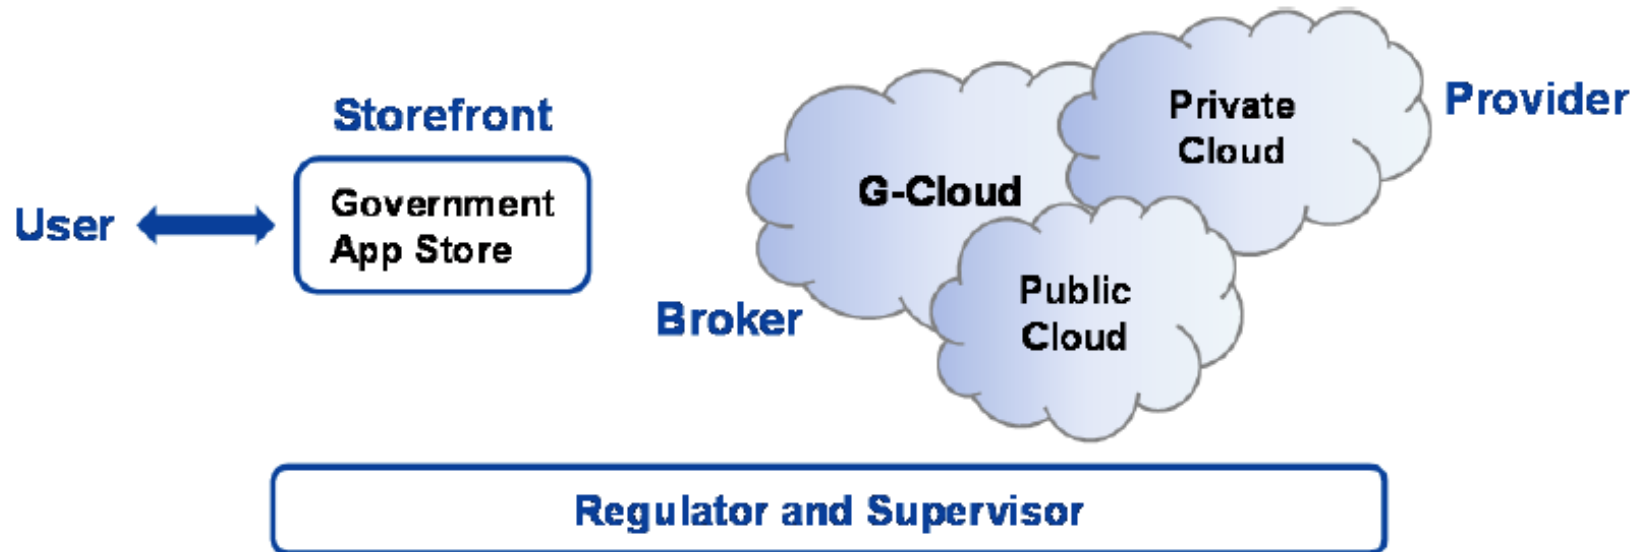 Storefront
Government
App Store
User
Broker
G-Cloud
Private
Cloud
Provider
Public
Cloud
Regulator and Supervisor